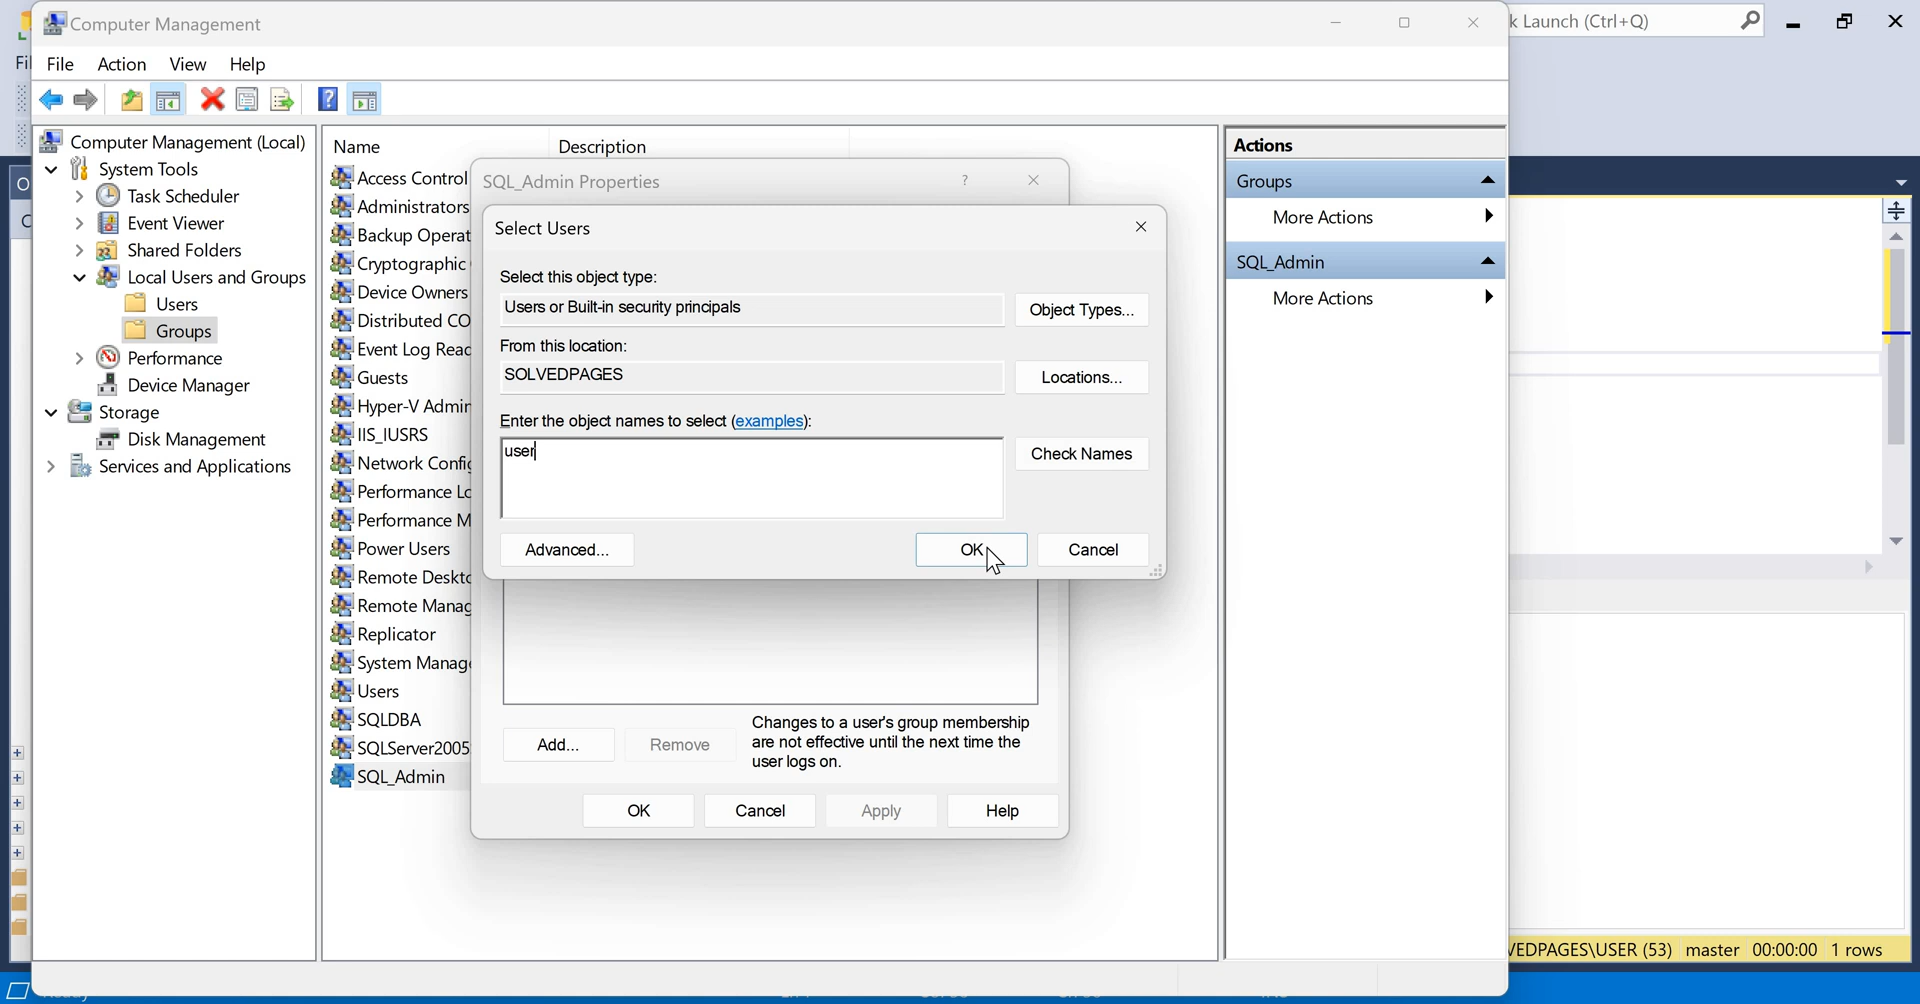 Computer Management
k Launch (Ctrl+Q)
File Action View Help
Computer Management (Local)
System Tools
Task Scheduler
Event Viewer
Shared Folders
Local Users and Groups
Users
Groups
Performance
Device Manager
Storage
Disk Management
Services and Applications
Name Description
Access Control
Administrators
Backup Operat
Cryptographic
Device Owners
Distributed CO
Event Log Read
Guests
Hyper-V Admin
IIS_IUSRS
Network Config
Performance Lo
Performance M
Power Users
Remote Deskto
Remote Manag
Replicator
System Manage
Users
SQLDBA
SQLServer2005
SQL_Admin
SQL_Admin Properties
?
Select Users
Select this object type:
Users or Built-in security principals
Object Types...
From this location:
SOLVEDPAGES
Locations...
Enter the object names to select (examples):
user
Check Names
Advanced...
OK
Cancel
Add...
Remove
Changes to a user's group membership
are not effective until the next time the
user logs on.
OK
Cancel
Apply
Help
Actions
Groups
More Actions
SQL_Admin
More Actions
VEDPAGES\USER (53) master 00:00:00 1 rows